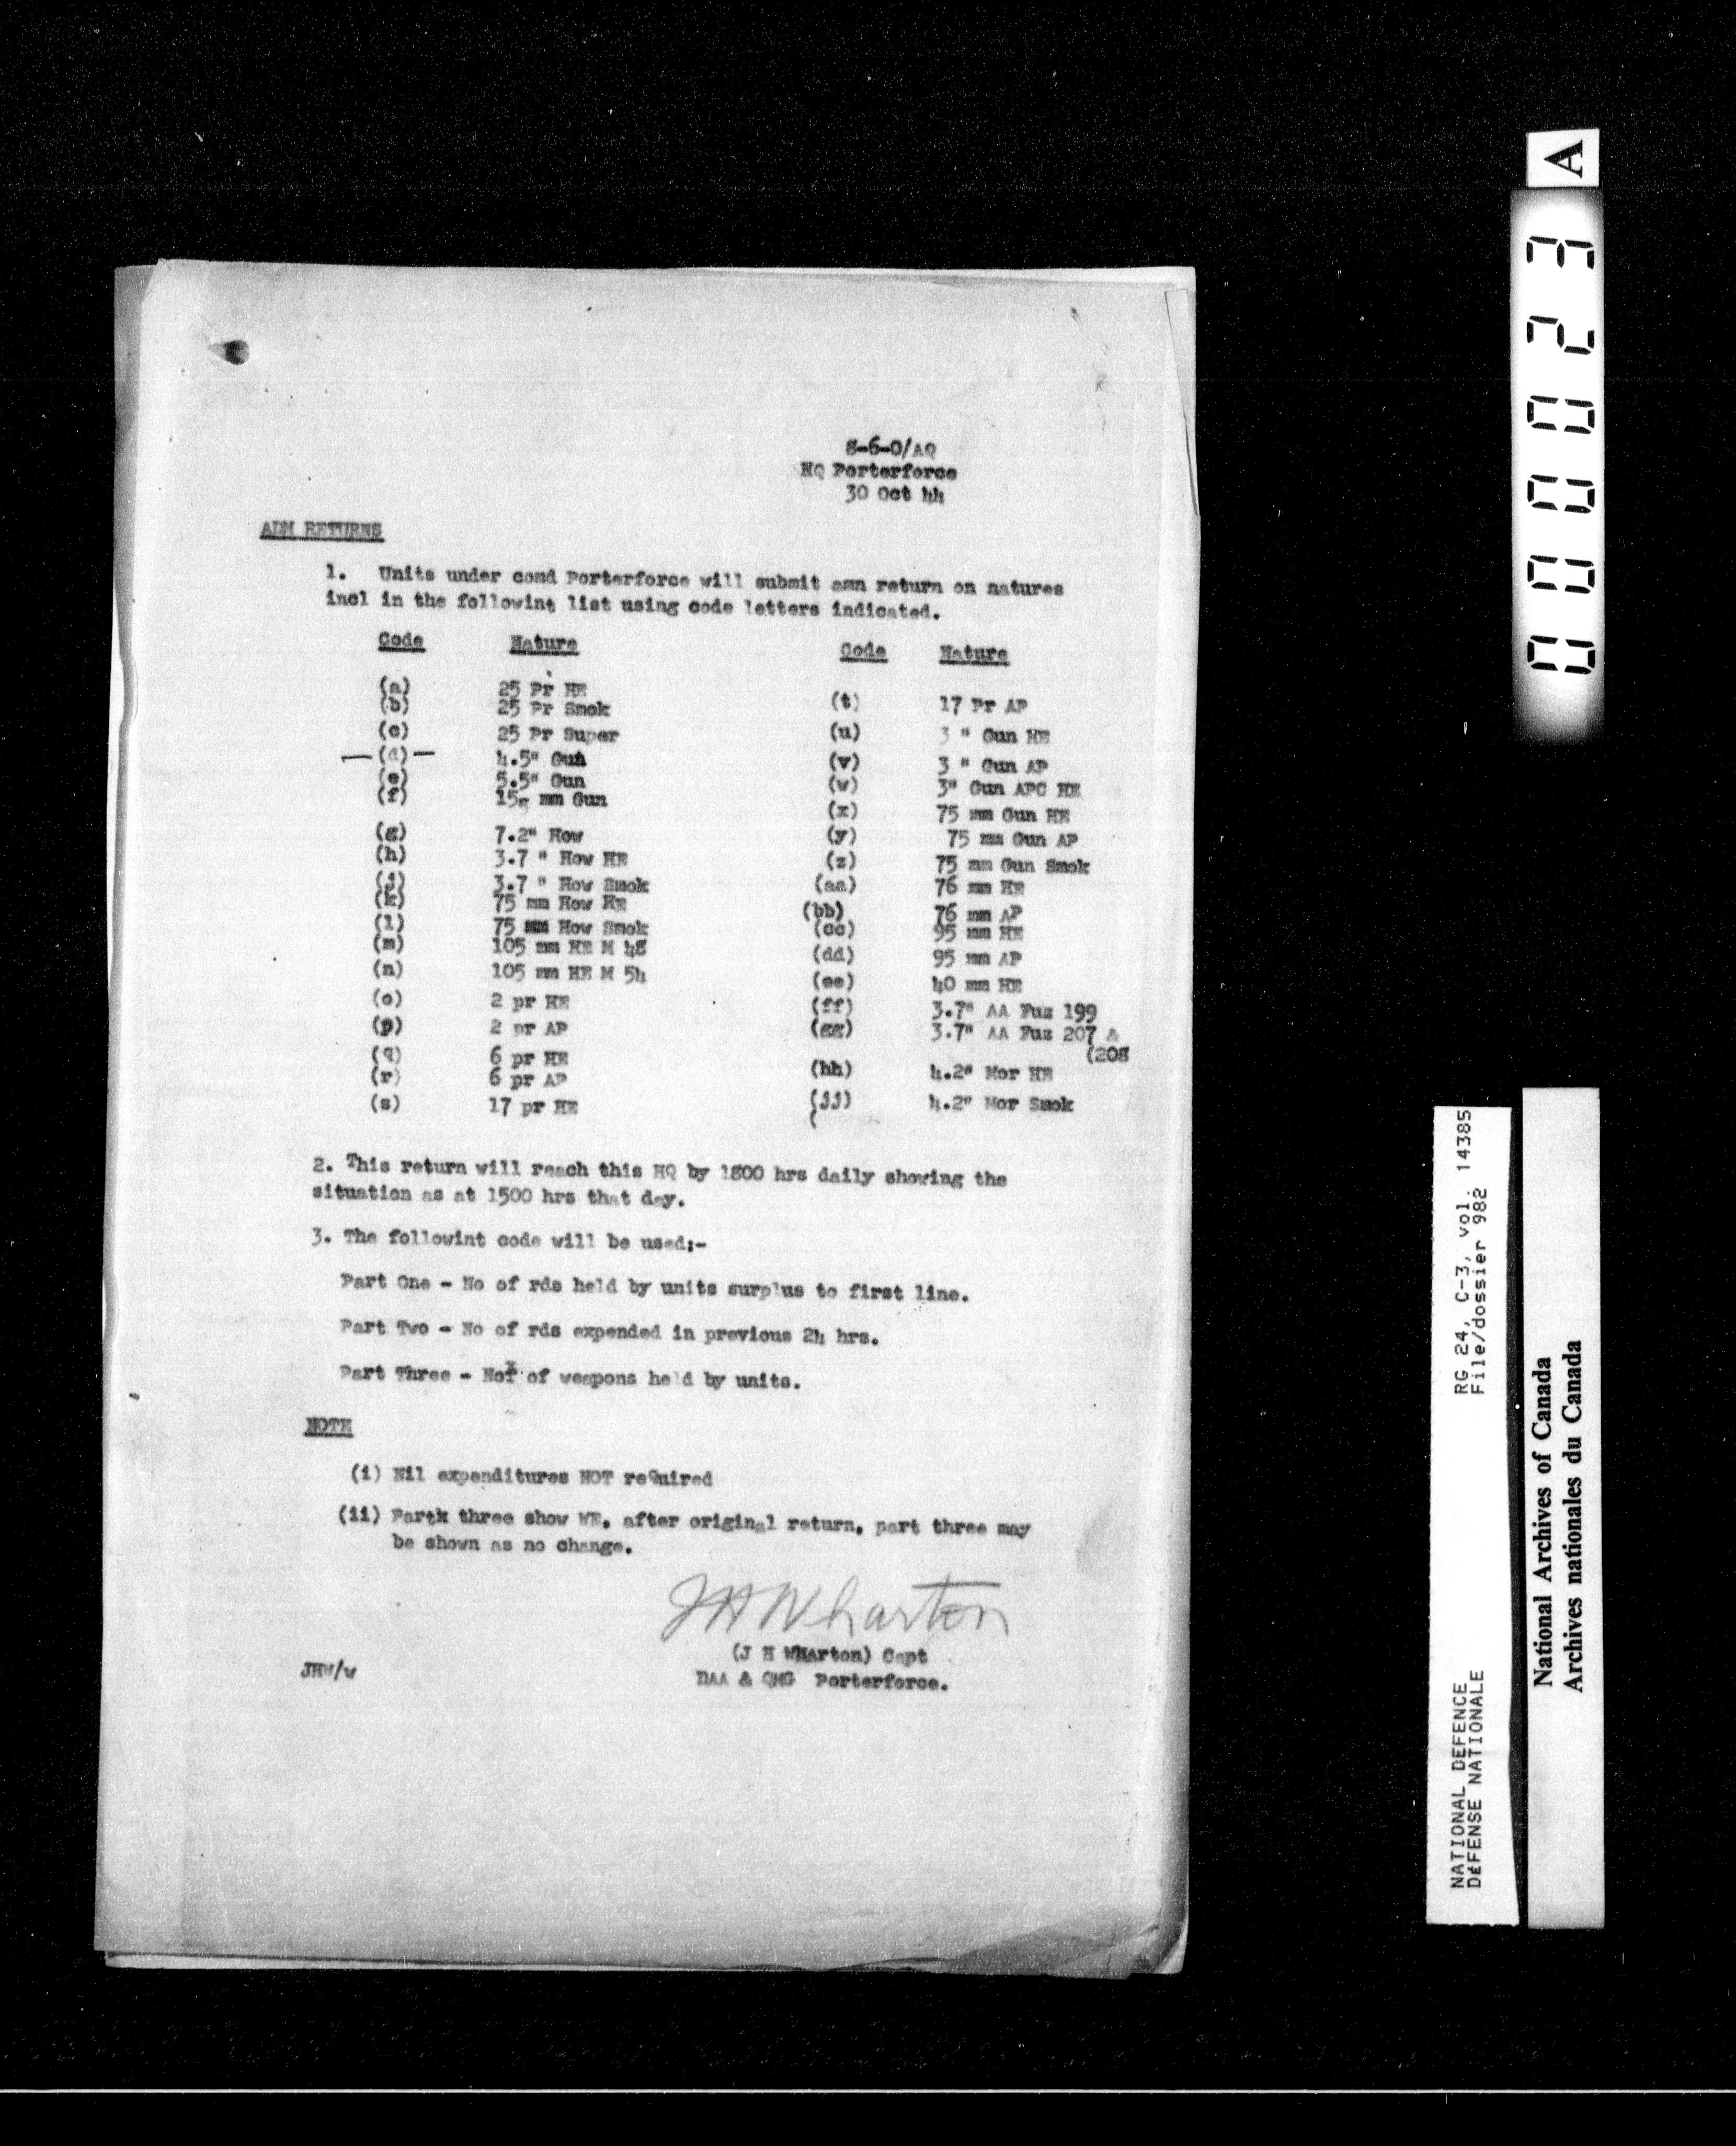 8-6-0/AQ
HQ Porterforce
30 Oct 44
ADM RETURNS
1. Units under comd Porterforce will submit amn return on natures
incl in the followint list using code letters indicated.
Code Nature Code Nature
(a) 25 Pr HE
(b) 25 Pr Smok (t) 17 Pr AP
(c) 25 Pr Super (u) 3 " Gun HE
—(d)— 4.5" Gun (v) 3 " Gun AP
(e) 5.5" Gun (w) 3" Gun APC HE
(f) mm Gun (x) 75 mm Gun HE
(g) 7.2" How (y) 75 mm Gun AP
(h) 3.7 " How HE (z) 75 mm Gun Smok
(j) 3.7 " How Smok (aa) 76 mm HE
(k) 75 mm How HE (bb) 76 mm AP
(l) 75 mm How Smok (cc) 95 mm HE
(m) 105 mm HE M 48 (dd) 95 mm AP
(n) 105 mm HE M 54 (ee) 40 mm HE
(o) 2 pr HE (ff) 3.7" AA Fuz 199
(p) 2 pr AP (gg) 3.7" AA Fuz 207 &
(208
(q) 6 pr HE (hh) 4.2" Mor HE
(r) 6 pr AP
(s) 17 pr HE (jj) 4.2" Mor Smok
2. This return will reach this HQ by 1800 hrs daily showing the
situation as at 1500 hrs that day.
3. The followint code will be used:-
Part One - No of rds held by units surplus to first line.
Part Two - No of rds expended in previous 24 hrs.
Part Three - No of weapons held by units.
NOTE
(i) Nil expenditures NOT required
(ii) Partk three show WE, after original return, part three may
be shown as no change.
J H Wharton
(J H WHarton) Capt
JHW/w DAA & QMG Porterforce.
A
000023
RG 24, C-3, vol. 14385
File/dossier 982
NATIONAL DEFENCE
DÉFENSE NATIONALE
National Archives of Canada
Archives nationales du Canada